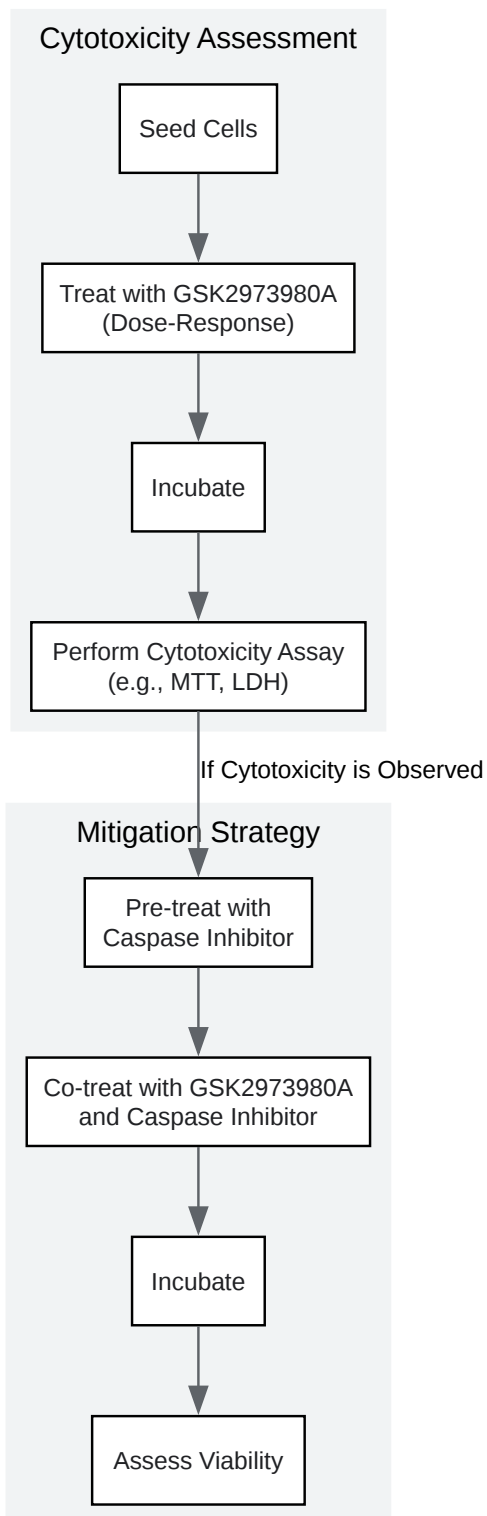 Cytotoxicity Assessment
Seed Cells
Treat with GSK2973980A
(Dose-Response)
Incubate
Perform Cytotoxicity Assay
(e.g., MTT, LDH)
If Cytotoxicity is Observed
Mitigation Strategy
Pre-treat with
Caspase Inhibitor
Co-treat with GSK2973980A
and Caspase Inhibitor
Incubate
Assess Viability